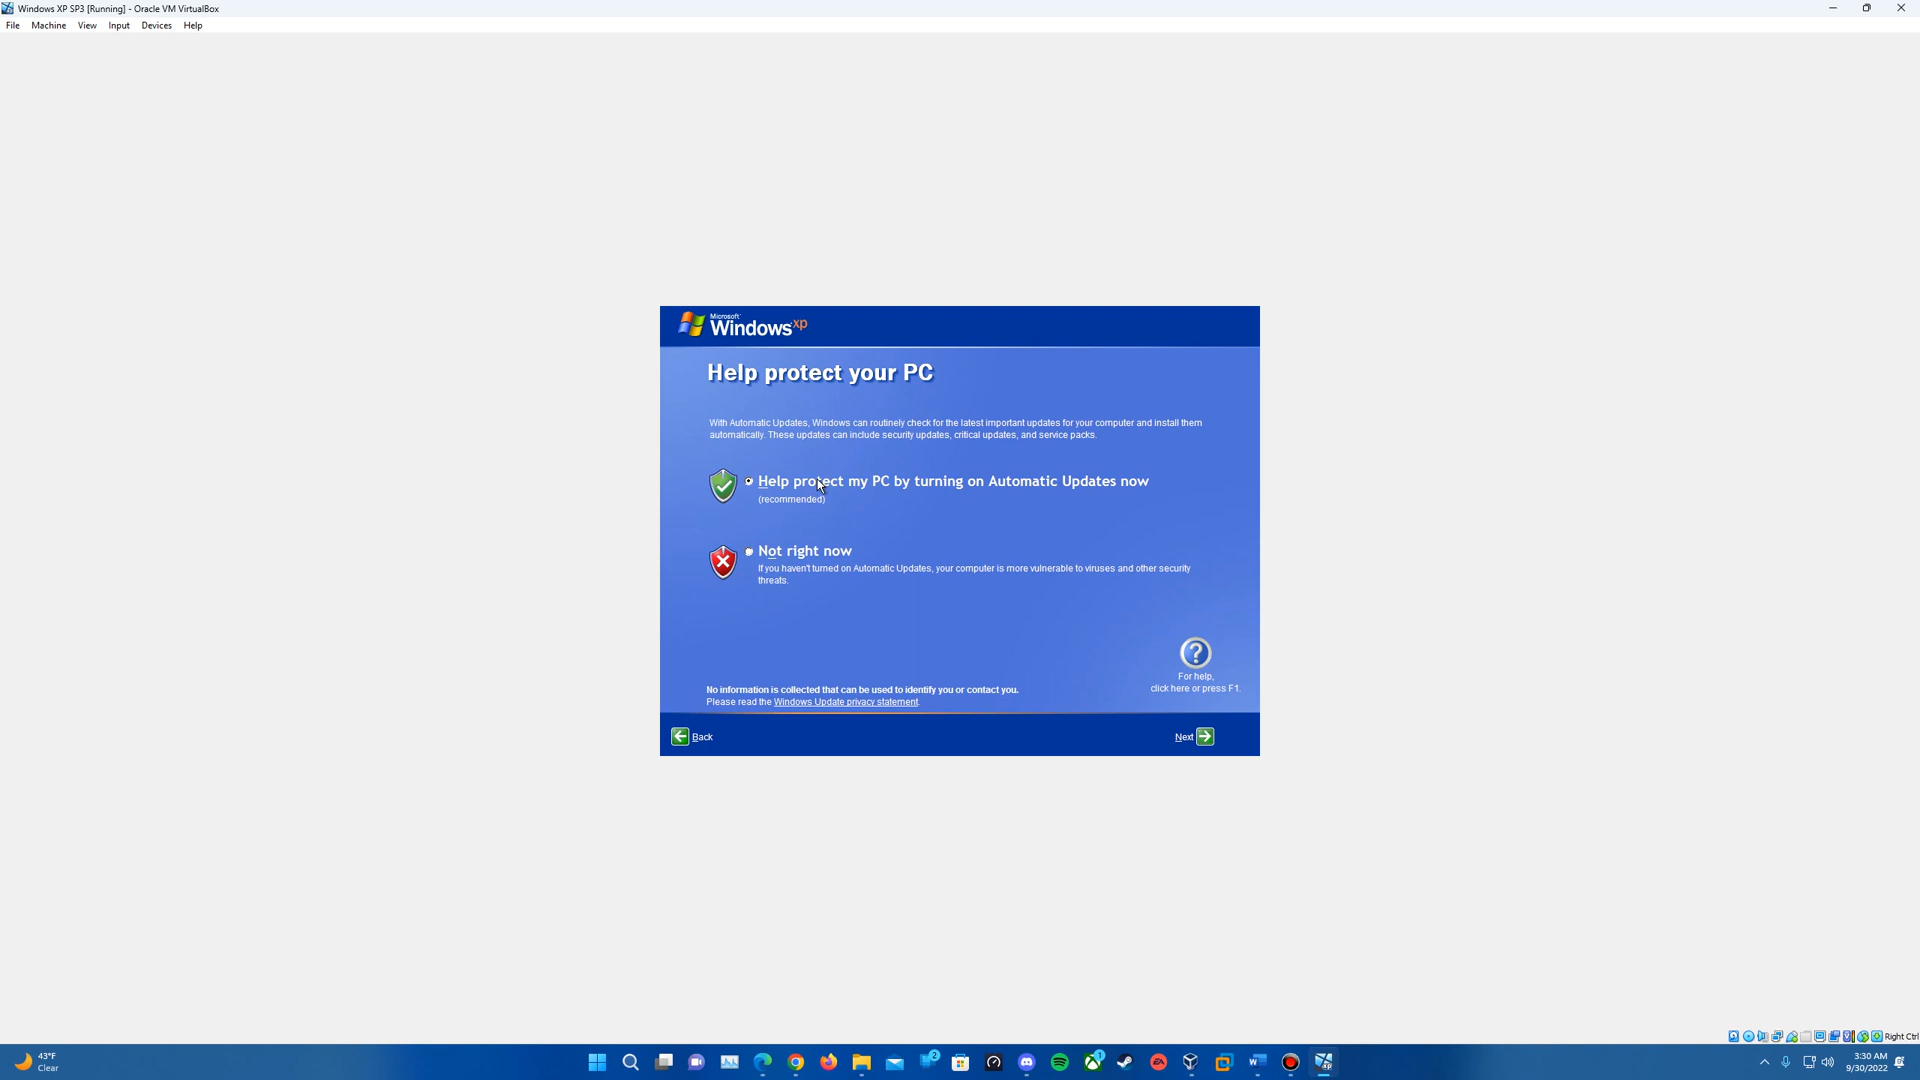 Windows XP SP3 [Running] - Oracle VM VirtualBox
File Machine View Input Devices Help
Microsoft
Windows xp
Help protect your PC
With Automatic Updates, Windows can routinely check for the latest important updates for your computer and install them
automatically. These updates can include security updates, critical updates, and service packs.
Help protect my PC by turning on Automatic Updates now
(recommended)
Not right now
If you haven't turned on Automatic Updates, your computer is more vulnerable to viruses and other security
threats.
For help,
click here or press F1.
No information is collected that can be used to identify you or contact you.
Please read the Windows Update privacy statement.
Back
Next
Right Ctrl
43°F
Clear
2
1
3:30 AM
9/30/2022